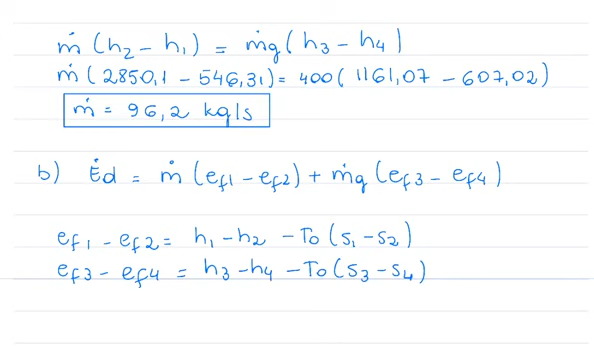 ṁ (h2 - h1) = ṁg (h3 - h4)
ṁ (2850,1 - 546,31) = 400 (1161,07 - 607,02)
ṁ = 96,2 kg/s
b) Ėd = ṁ (ef1 - ef2) + ṁg (ef3 - ef4)
ef1 - ef2 = h1 - h2 - To (s1 - s2)
ef3 - ef4 = h3 - h4 - To (s3 - s4)